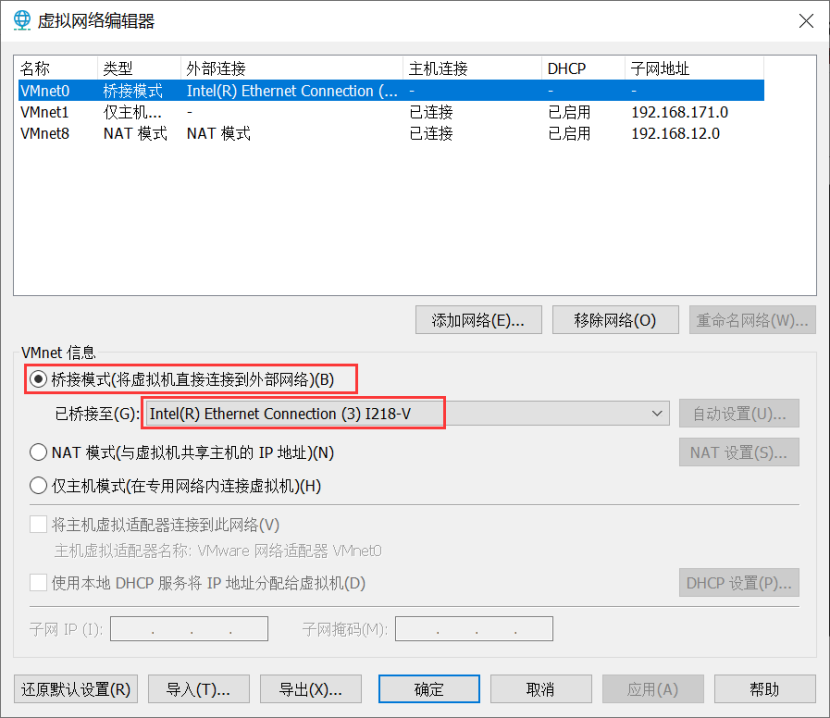 虚拟网络编辑器
名称 类型 外部连接 主机连接 DHCP 子网地址
VMnet0 桥接模式 Intel(R) Ethernet Connection (... - - -
VMnet1 仅主机... - 已连接 已启用 192.168.171.0
VMnet8 NAT 模式 NAT 模式 已连接 已启用 192.168.12.0
添加网络(E)... 移除网络(O) 重命名网络(W)...
VMnet 信息
桥接模式(将虚拟机直接连接到外部网络)(B)
已桥接至(G): Intel(R) Ethernet Connection (3) I218-V 自动设置(U)...
NAT 模式(与虚拟机共享主机的 IP 地址)(N) NAT 设置(S)...
仅主机模式(在专用网络内连接虚拟机)(H)
将主机虚拟适配器连接到此网络(V)
主机虚拟适配器名称: VMware 网络适配器 VMnet0
使用本地 DHCP 服务将 IP 地址分配给虚拟机(D) DHCP 设置(P)...
子网 IP (I): . . . 子网掩码(M): . . .
还原默认设置(R) 导入(T)... 导出(X)... 确定 取消 应用(A) 帮助